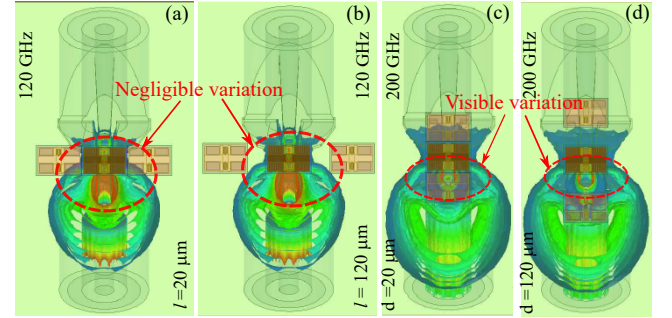 (a)
120 GHz
l = 20 μm
(b)
120 GHz
l = 120 μm
Negligible variation
(c)
200 GHz
d = 20 μm
(d)
200 GHz
d = 120 μm
Visible variation